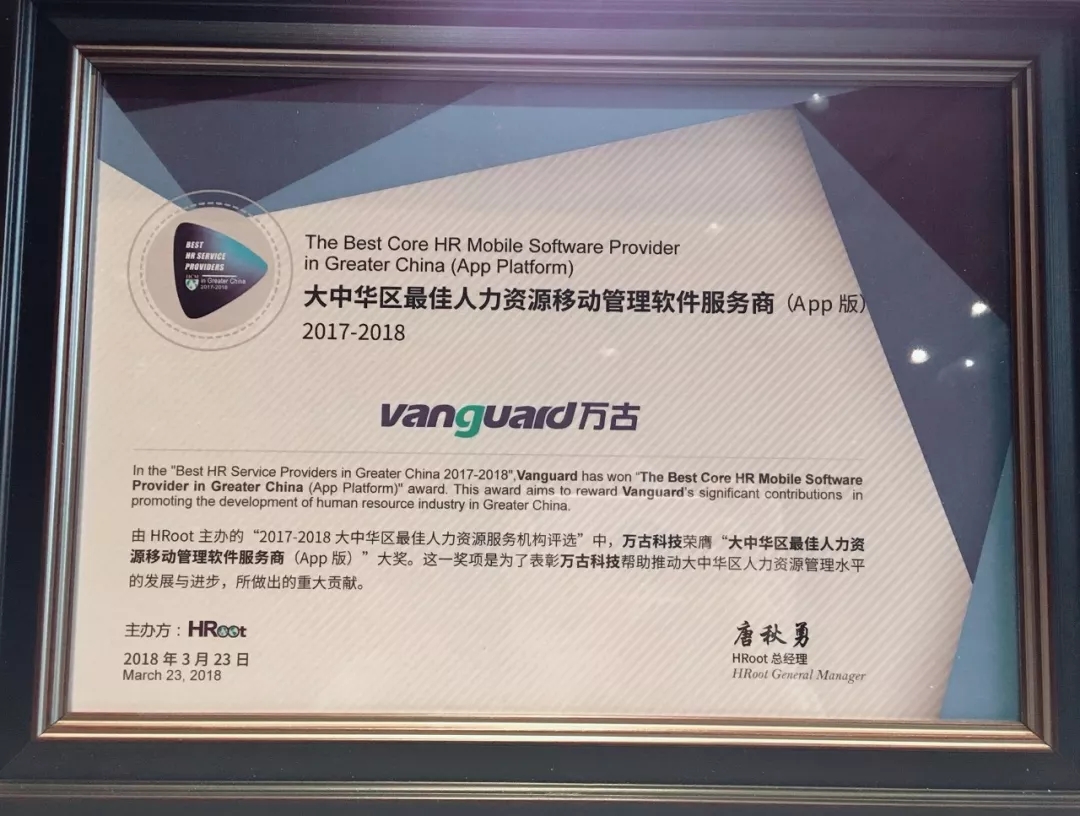 BEST
HR SERVICE
PROVIDERS
in Greater China
2017-2018
The Best Core HR Mobile Software Provider
in Greater China (App Platform)
大中华区最佳人力资源移动管理软件服务商（App 版）
2017-2018
vanguard万古
In the "Best HR Service Providers in Greater China 2017-2018",Vanguard has won "The Best Core HR Mobile Software
Provider in Greater China (App Platform)" award. This award aims to reward Vanguard's significant contributions in
promoting the development of human resource industry in Greater China.
由 HRoot 主办的“2017-2018 大中华区最佳人力资源服务机构评选”中，万古科技荣膺“大中华区最佳人力资
源移动管理软件服务商（App 版）”大奖。这一奖项是为了表彰万古科技帮助推动大中华区人力资源管理水平
的发展与进步，所做出的重大贡献。
主办方：HRoot
2018 年 3 月 23 日
March 23, 2018
唐秋勇
HRoot 总经理
HRoot General Manager